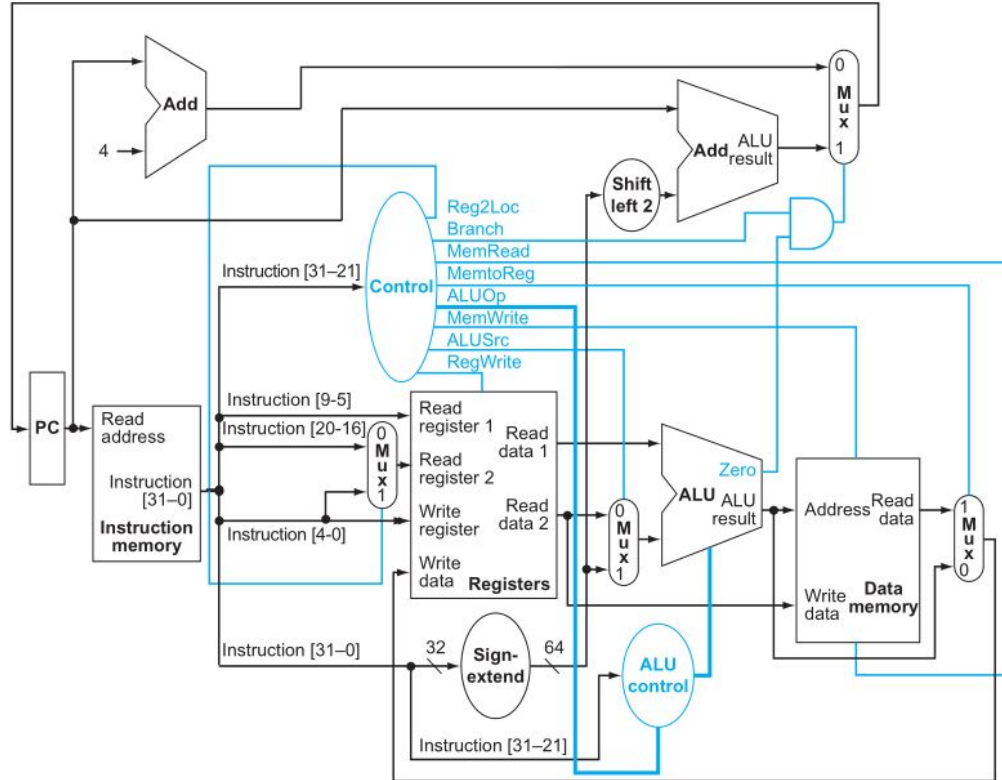 0
M
u
x
1
Add
4
Add
ALU
result
Shift
left 2
Reg2Loc
Branch
MemRead
MemtoReg
ALUOp
MemWrite
ALUSrc
RegWrite
Control
Instruction [31–21]
PC
Read
address
Instruction
[31–0]
Instruction
memory
Instruction [9-5]
Instruction [20-16]
Instruction [4-0]
0
M
u
x
1
Read
register 1
Read
register 2
Write
register
Write
data
Read
data 1
Read
data 2
Registers
0
M
u
x
1
Zero
ALU
ALU
result
Address
Read
data
Write
data
Data
memory
1
M
u
x
0
Instruction [31–0]
32
Sign-
extend
64
ALU
control
Instruction [31–21]